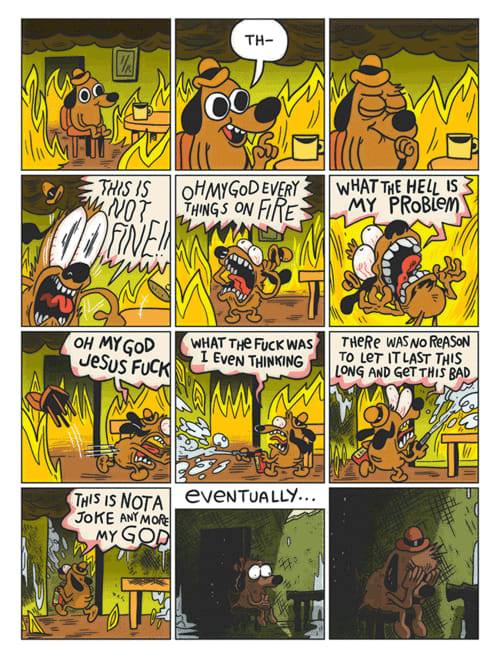 TH-
THIS IS
NOT
FINE!!
OH MY GOD EVERY
THINGS ON FIRE
WHAT THE HELL IS
MY PROBLEM
OH MY GOD
JESUS FUCK
WHAT THE FUCK WAS
I EVEN THINKING
THERE WAS NO REASON
TO LET IT LAST THIS
LONG AND GET THIS BAD
THIS IS NOT A
JOKE ANY MORE
MY GOD
EVENTUALLY...